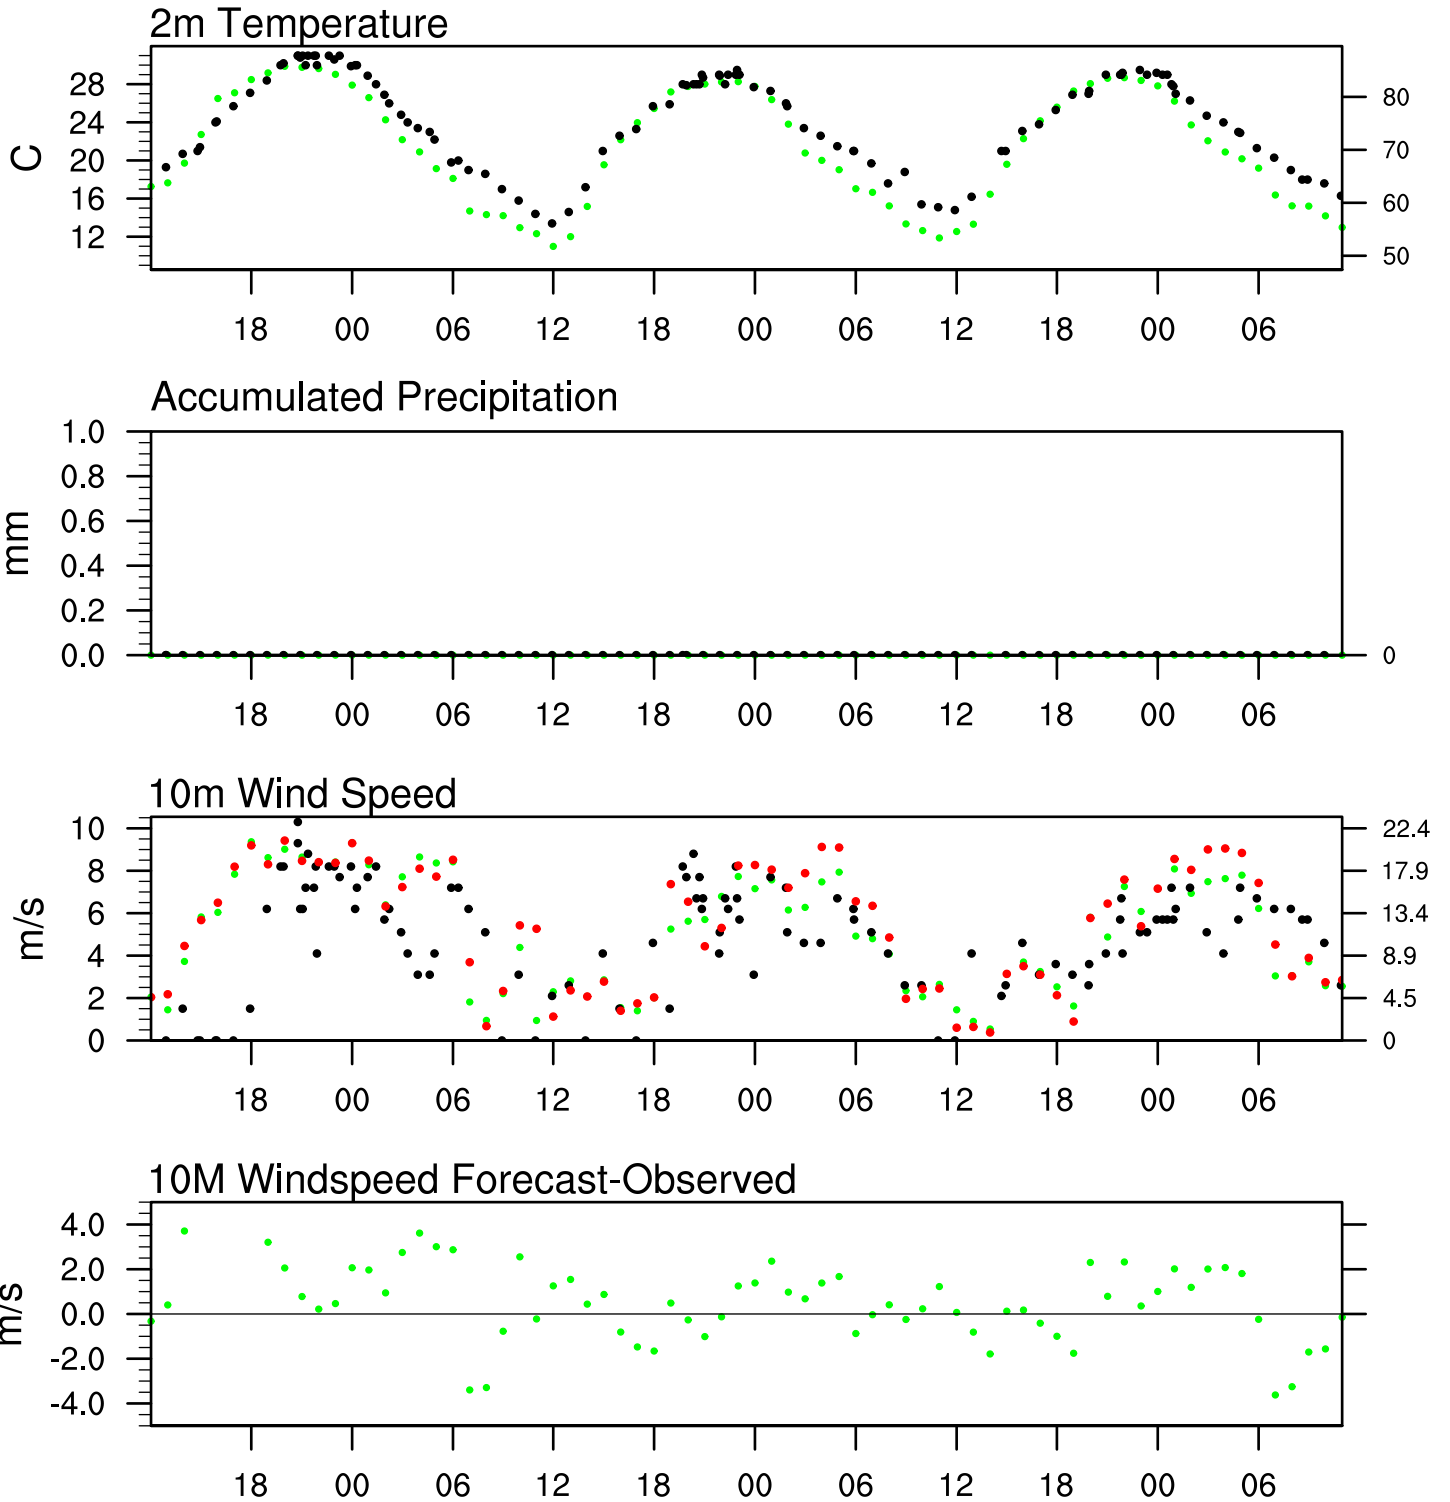 2m Temperature
C
28
24
20
16
12
80
70
60
50
18 00 06 12 18 00 06 12 18 00 06
Accumulated Precipitation
mm
1.0
0.8
0.6
0.4
0.2
0.0
0
18 00 06 12 18 00 06 12 18 00 06
10m Wind Speed
m/s
10
8
6
4
2
0
22.4
17.9
13.4
8.9
4.5
0
18 00 06 12 18 00 06 12 18 00 06
10M Windspeed Forecast-Observed
m/s
4.0
2.0
0.0
-2.0
-4.0
18 00 06 12 18 00 06 12 18 00 06